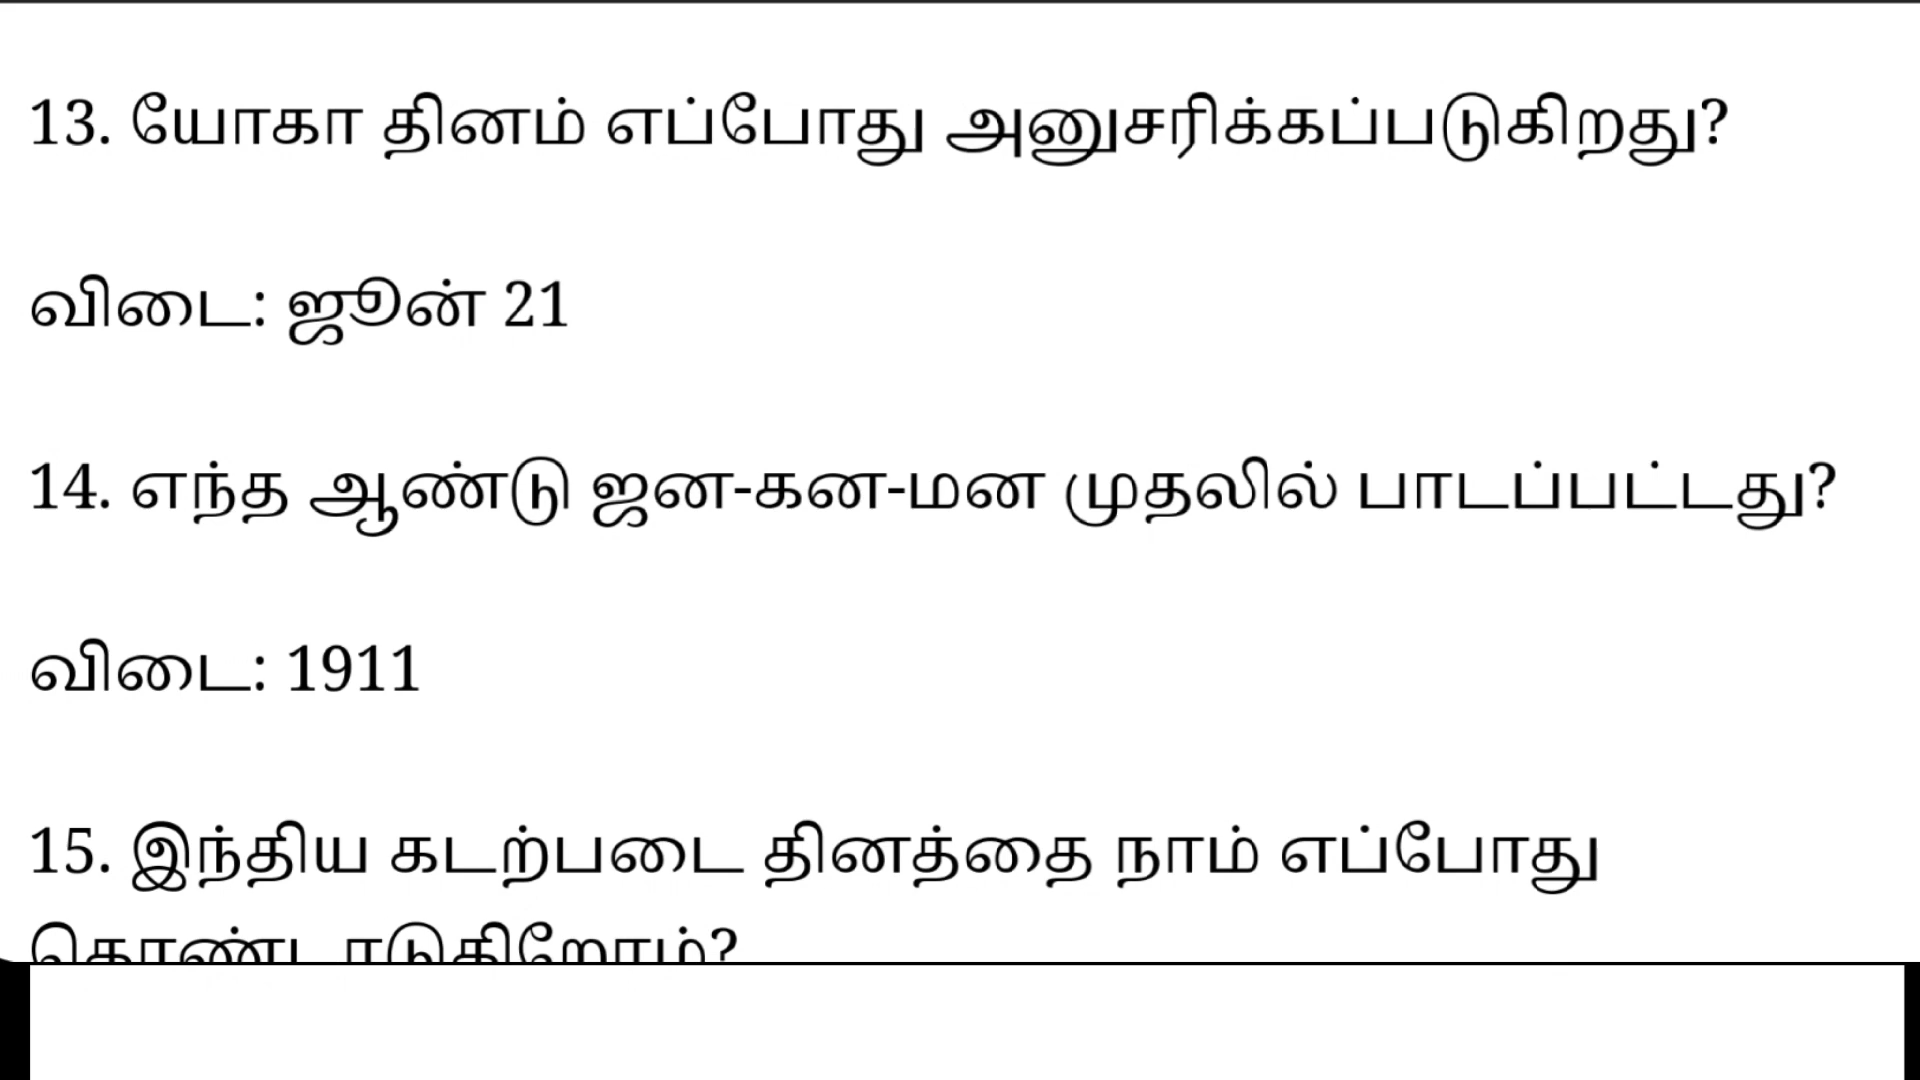 13. யோகா தினம் எப்போது அனுசரிக்கப்படுகிறது?
விடை: ஜூன் 21
14. எந்த ஆண்டு ஜன-கன-மன முதலில் பாடப்பட்டது?
விடை: 1911
15. இந்திய கடற்படை தினத்தை நாம் எப்போது
கொண்டாடுகிறோம்?